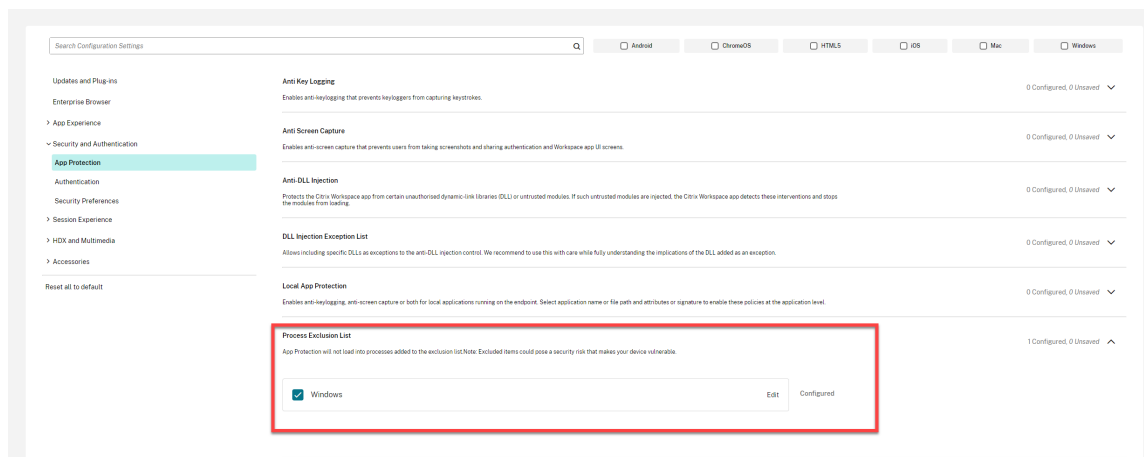 Search Configuration Settings
Android
ChromeOS
HTML5
iOS
Mac
Windows
Updates and Plug-ins
Enterprise Browser
App Experience
Security and Authentication
App Protection
Authentication
Security Preferences
Session Experience
HDX and Multimedia
Accessories
Reset all to default
Anti Key Logging
0 Configured, 0 Unsaved
Enables anti-keylogging that prevents keyloggers from capturing keystrokes.
Anti Screen Capture
0 Configured, 0 Unsaved
Enables anti-screen capture that prevents users from taking screenshots and sharing authentication and Workspace app UI screens.
Anti-DLL Injection
0 Configured, 0 Unsaved
Protects the Citrix Workspace app from certain unauthorised dynamic-link libraries (DLL) or untrusted modules. If such untrusted modules are injected, the Citrix Workspace app detects these interventions and stops
the modules from loading.
DLL Injection Exception List
0 Configured, 0 Unsaved
Allows including specific DLLs as exceptions to the anti-DLL injection control. We recommend to use this with care while fully understanding the implications of the DLL added as an exception.
Local App Protection
0 Configured, 0 Unsaved
Enables anti-keylogging, anti-screen capture or both for local applications running on the endpoint. Select application name or file path and attributes or signature to enable these policies at the application level.
Process Exclusion List
1 Configured, 0 Unsaved
App Protection will not load into processes added to the exclusion list.Note: Excluded items could pose a security risk that makes your device vulnerable.
Windows
Edit
Configured